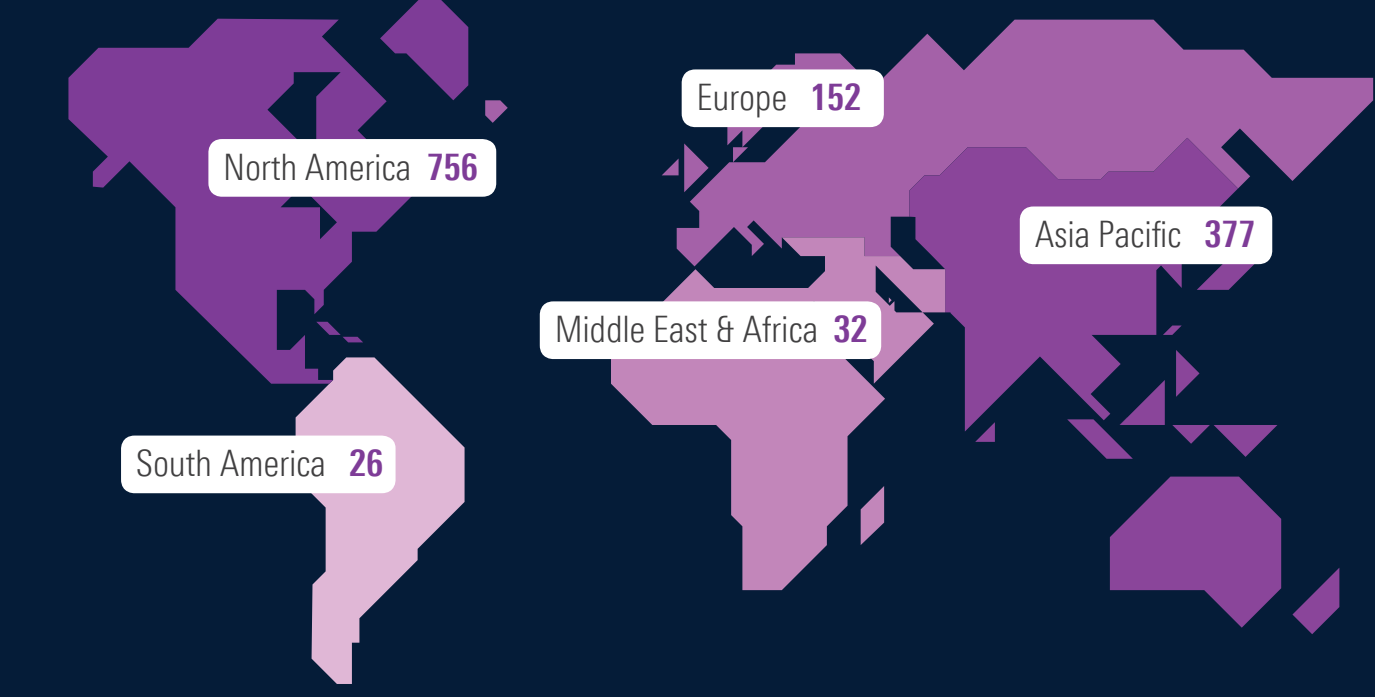 Europe 152
North America 756
Asia Pacific 377
Middle East & Africa 32
South America 26